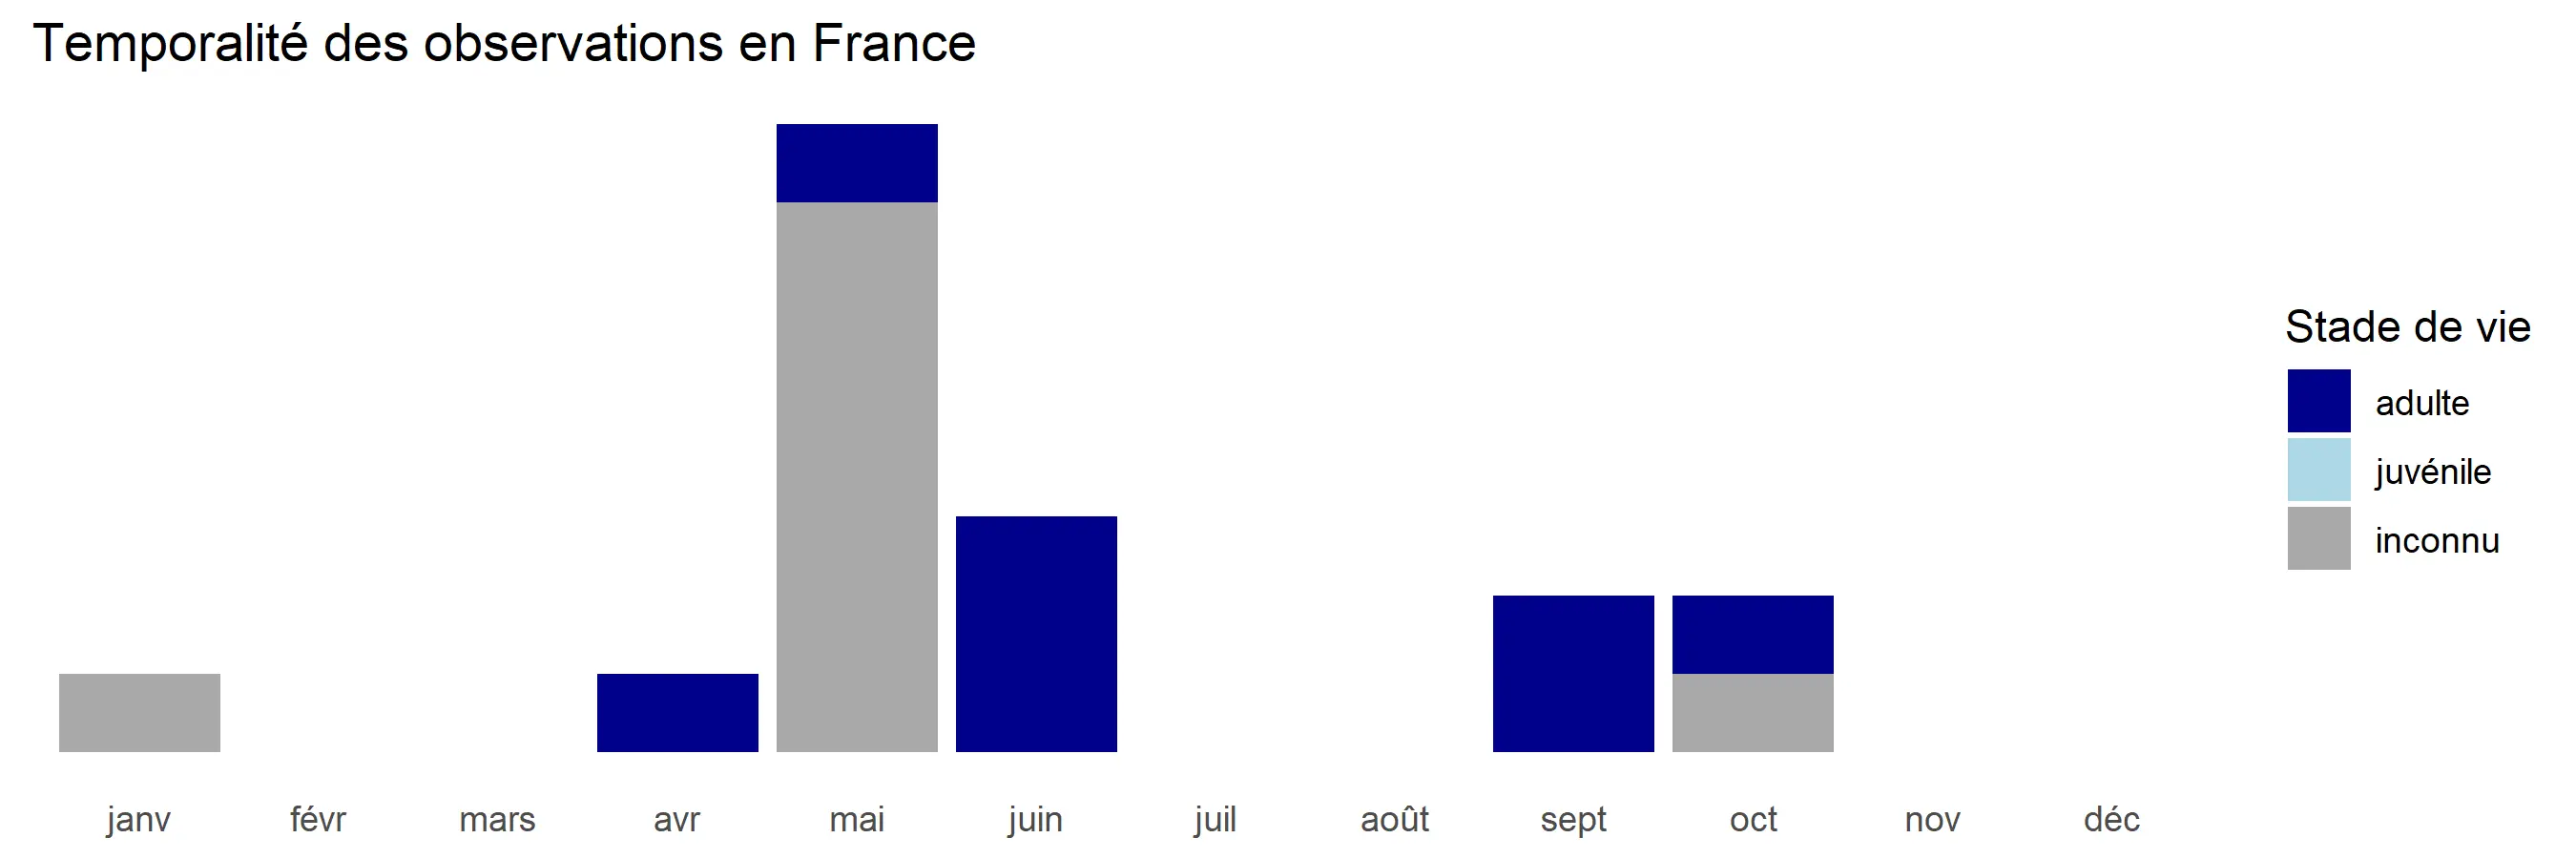 Temporalité des observations en France
Stade de vie
adulte
juvénile
inconnu
janv févr mars avr mai juin juil août sept oct nov déc